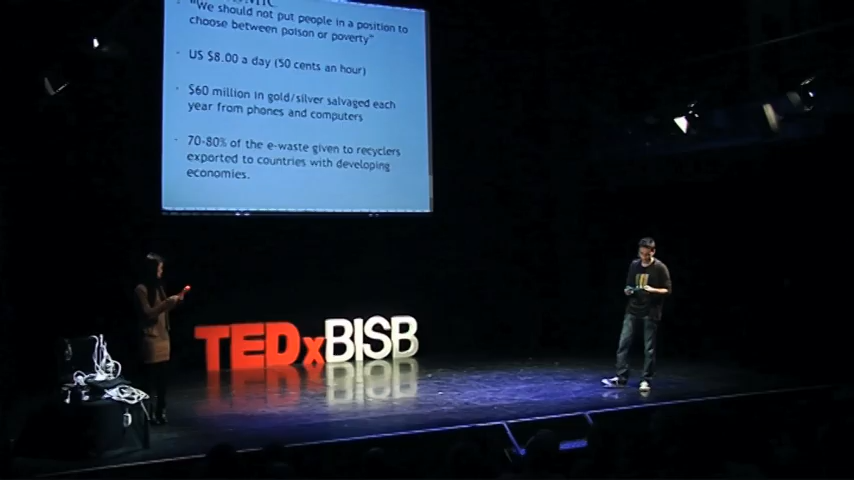 "We should not put people in a position to
choose between poison or poverty"
· US $8.00 a day (50 cents an hour)
· $60 million in gold/silver salvaged each
year from phones and computers
· 70-80% of the e-waste given to recyclers
exported to countries with developing
economies.
TEDxBISB